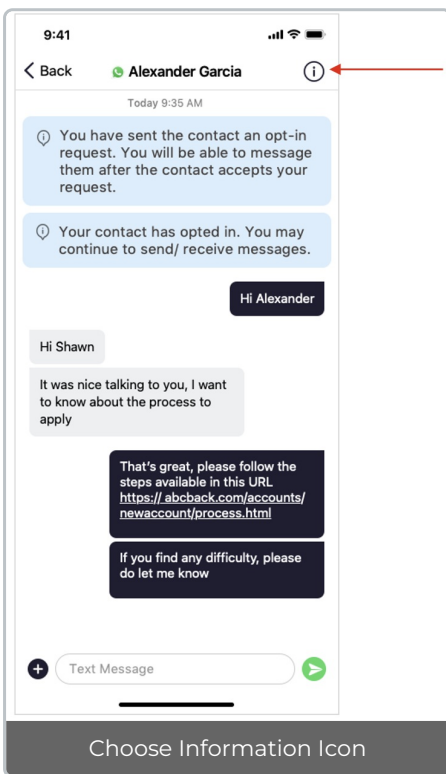 9:41
Back
Alexander Garcia
Today 9:35 AM
You have sent the contact an opt-in
request. You will be able to message
them after the contact accepts your
request.
Your contact has opted in. You may
continue to send/ receive messages.
Hi Alexander
Hi Shawn
It was nice talking to you, I want
to know about the process to
apply
That's great, please follow the
steps available in this URL
https:// abcback.com/accounts/
newaccount/process.html
If you find any difficulty, please
do let me know
Text Message
Choose Information Icon